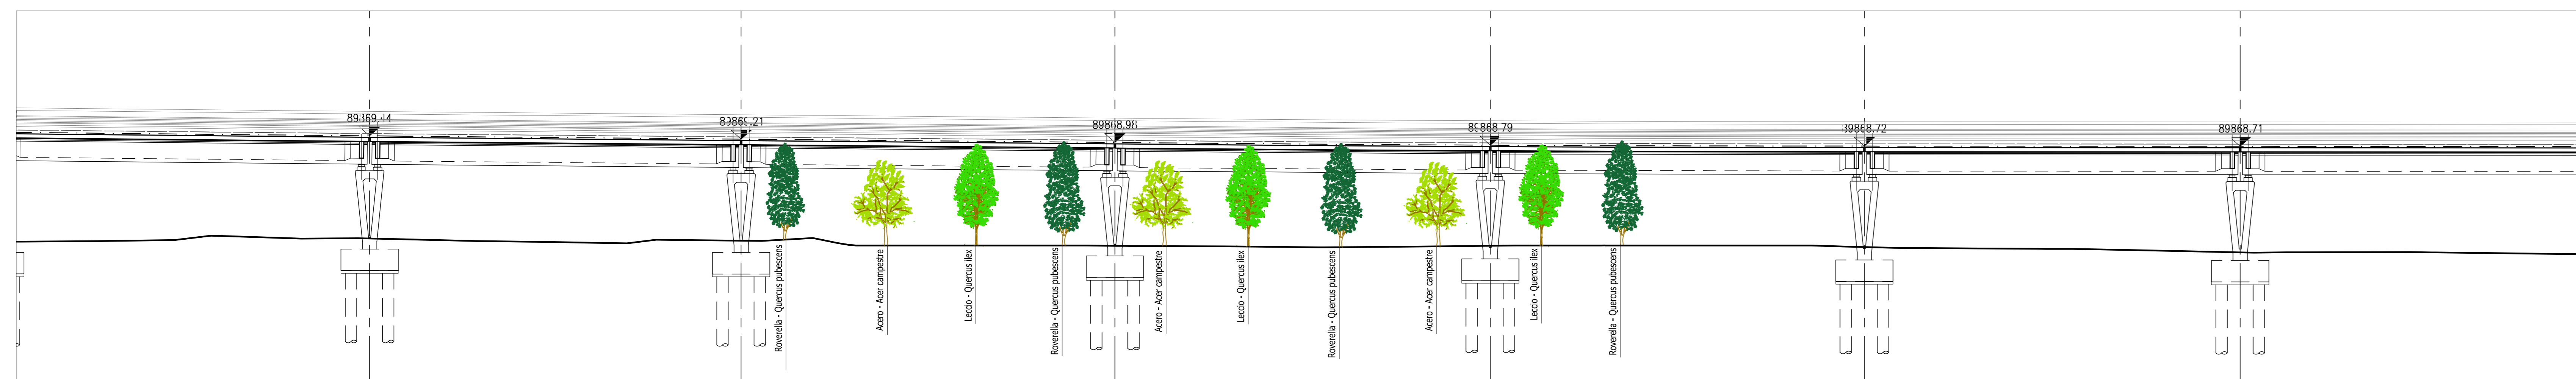 89869.44
89869.21
89868.98
89868.79
89868.72
89868.71
Roverella - Quercus pubescens
Acero - Acer campestre
Leccio - Quercus ilex
Roverella - Quercus pubescens
Acero - Acer campestre
Leccio - Quercus ilex
Roverella - Quercus pubescens
Acero - Acer campestre
Leccio - Quercus ilex
Roverella - Quercus pubescens